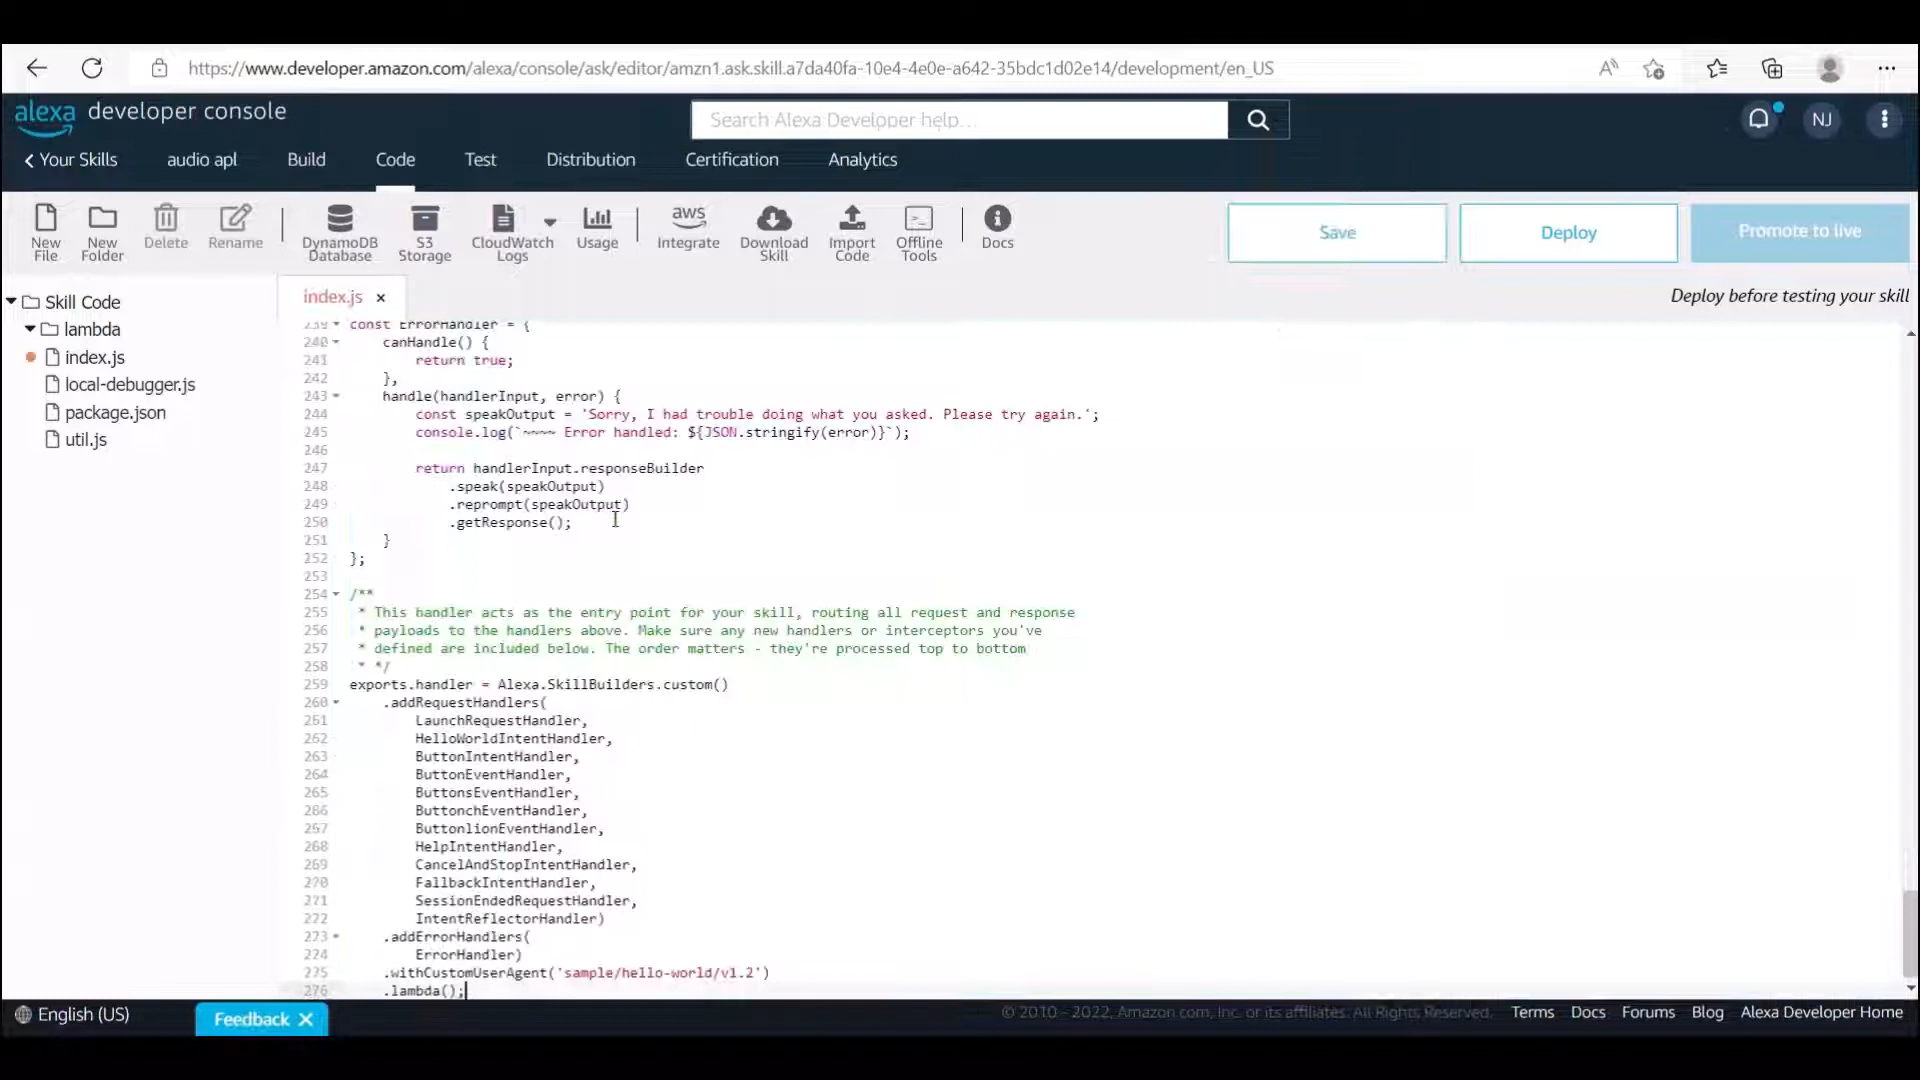 https://www.developer.amazon.com/alexa/console/ask/editor/amzn1.ask.skill.a7da40fa-10e4-4e0e-a642-35bdc1d02e14/development/en_US
alexa developer console
Search Alexa Developer help...
NJ
Your Skills audio apl Build Code Test Distribution Certification Analytics
New File
New Folder
Delete
Rename
DynamoDB Database
S3 Storage
CloudWatch Logs
Usage
aws Integrate
Download Skill
Import Code
Offline Tools
Docs
Save
Deploy
Promote to live
Skill Code
lambda
index.js
local-debugger.js
package.json
util.js
index.js ×
Deploy before testing your skill
239 const ErrorHandler = {
240 canHandle() {
241 return true;
242 },
243 handle(handlerInput, error) {
244 const speakOutput = 'Sorry, I had trouble doing what you asked. Please try again.';
245 console.log(`~~~~ Error handled: ${JSON.stringify(error)}`);
246
247 return handlerInput.responseBuilder
248 .speak(speakOutput)
249 .reprompt(speakOutput)
250 .getResponse();
251 }
252 };
253
254 /**
255 * This handler acts as the entry point for your skill, routing all request and response
256 * payloads to the handlers above. Make sure any new handlers or interceptors you've
257 * defined are included below. The order matters - they're processed top to bottom
258 * */
259 exports.handler = Alexa.SkillBuilders.custom()
260 .addRequestHandlers(
261 LaunchRequestHandler,
262 HelloWorldIntentHandler,
263 ButtonIntentHandler,
264 ButtonEventHandler,
265 ButtonsEventHandler,
266 ButtonchEventHandler,
267 ButtonlionEventHandler,
268 HelpIntentHandler,
269 CancelAndStopIntentHandler,
270 FallbackIntentHandler,
271 SessionEndedRequestHandler,
272 IntentReflectorHandler)
273 .addErrorHandlers(
274 ErrorHandler)
275 .withCustomUserAgent('sample/hello-world/v1.2')
276 .lambda();
English (US)
Feedback ×
© 2010 - 2022, Amazon.com, Inc. or its affiliates. All Rights Reserved.
Terms Docs Forums Blog Alexa Developer Home